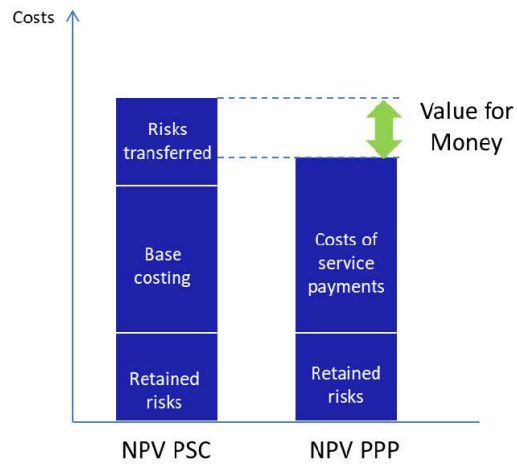 Costs
Risks
transferred
Base
costing
Retained
risks
Costs of
service
payments
Retained
risks
Value for
Money
NPV PSC
NPV PPP